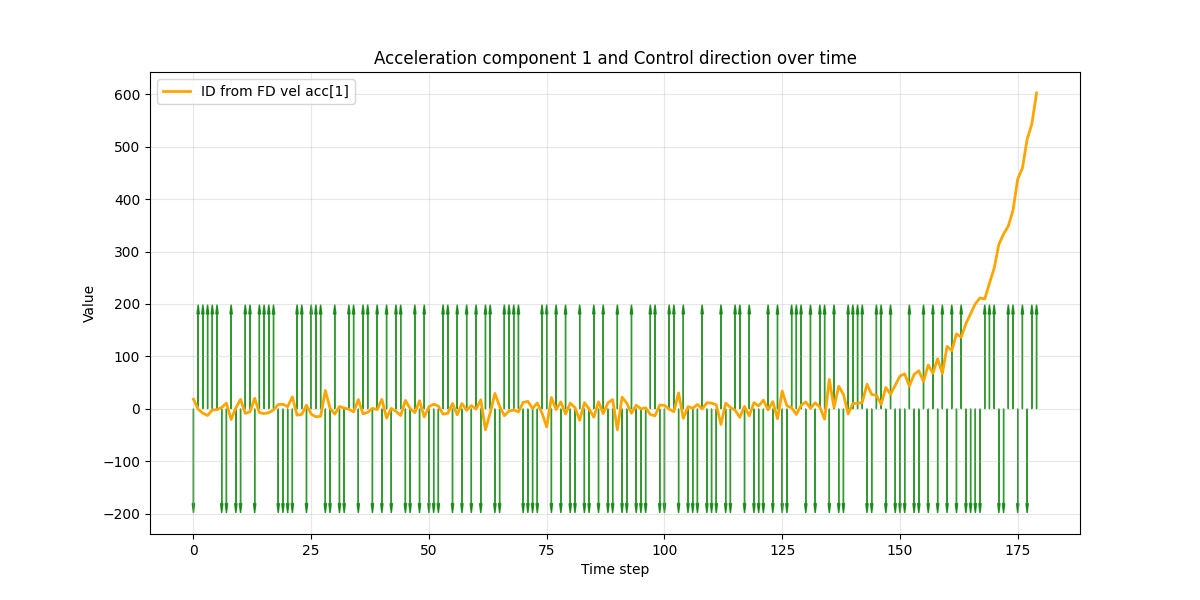 Acceleration component 1 and Control direction over time
ID from FD vel acc[1]
Value
600
500
400
300
200
100
0
−100
−200
0 25 50 75 100 125 150 175
Time step